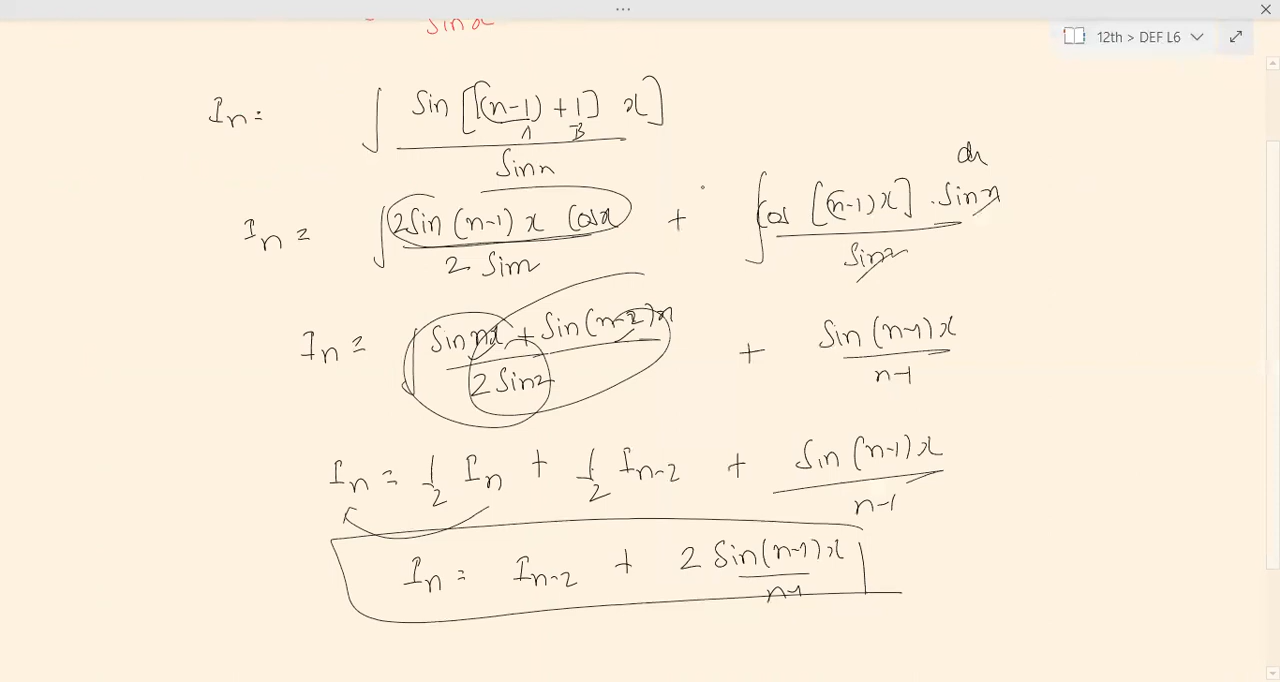 ...
12th > DEF L6
sin x
Iₙ = ∫ sin [[(n-1) + 1] x] / sin x
A B
Iₙ = ∫ 2 sin (n-1) x cos x / 2 sin x + ∫ cos [(n-1)x] . sin x / sin x dx
Iₙ = ∫ sin nx + sin (n-2)x / 2 sin x + sin (n-1)x / n-1
Iₙ = 1/2 Iₙ + 1/2 Iₙ₋₂ + sin (n-1)x / n-1
Iₙ = Iₙ₋₂ + 2 sin(n-1)x / n-1